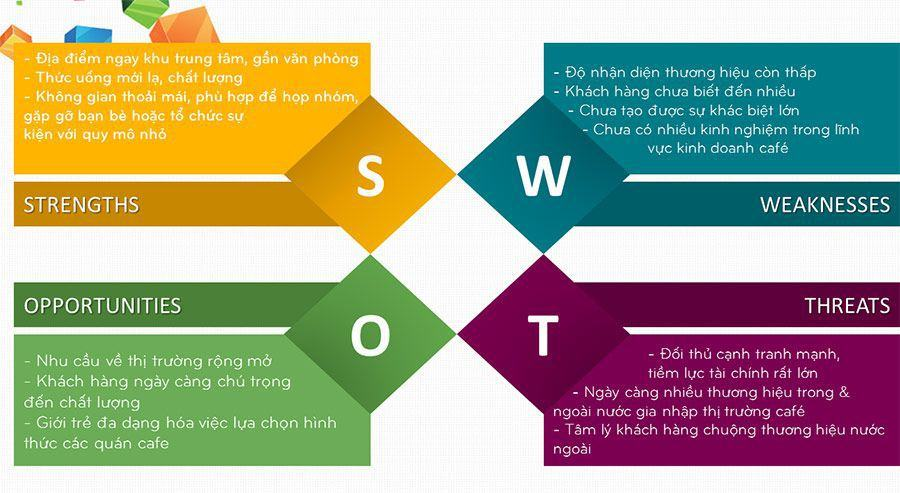 - Địa điểm ngay khu trung tâm, gần văn phòng
- Thức uống mới lạ, chất lượng
- Không gian thoải mái, phù hợp để họp nhóm,
gặp gỡ bạn bè hoặc tổ chức sự
kiện với quy mô nhỏ
S
STRENGTHS
- Độ nhận diện thương hiệu còn thấp
- Khách hàng chưa biết đến nhiều
- Chưa tạo được sự khác biệt lớn
- Chưa có nhiều kinh nghiệm trong lĩnh
vực kinh doanh café
W
WEAKNESSES
OPPORTUNITIES
O
- Nhu cầu về thị trường rộng mở
- Khách hàng ngày càng chú trọng
đến chất lượng
- Giới trẻ đa dạng hóa việc lựa chọn hình
thức các quán cafe
THREATS
T
- Đối thủ cạnh tranh mạnh,
tiềm lực tài chính rất lớn
- Ngày càng nhiều thương hiệu trong &
ngoài nước gia nhập thị trường café
- Tâm lý khách hàng chuộng thương hiệu nước
ngoài